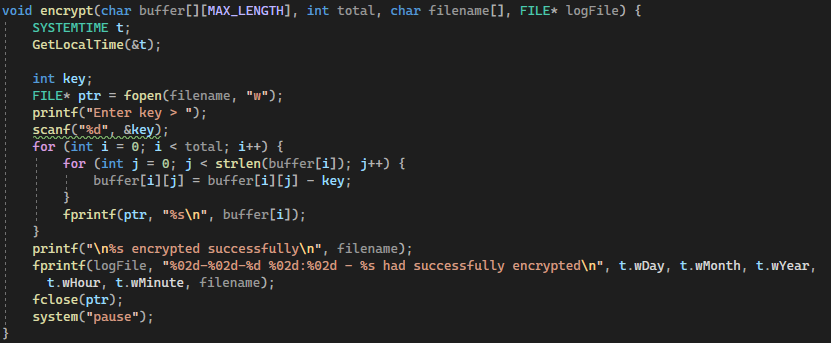 void encrypt(char buffer[][MAX_LENGTH], int total, char filename[], FILE* logFile) {
    SYSTEMTIME t;
    GetLocalTime(&t);

    int key;
    FILE* ptr = fopen(filename, "w");
    printf("Enter key > ");
    scanf("%d", &key);
    for (int i = 0; i < total; i++) {
        for (int j = 0; j < strlen(buffer[i]); j++) {
            buffer[i][j] = buffer[i][j] - key;
        }
        fprintf(ptr, "%s\n", buffer[i]);
    }
    printf("\n%s encrypted successfully\n", filename);
    fprintf(logFile, "%02d-%02d-%d %02d:%02d - %s had successfully encrypted\n", t.wDay, t.wMonth, t.wYear,
      t.wHour, t.wMinute, filename);
    fclose(ptr);
    system("pause");
}